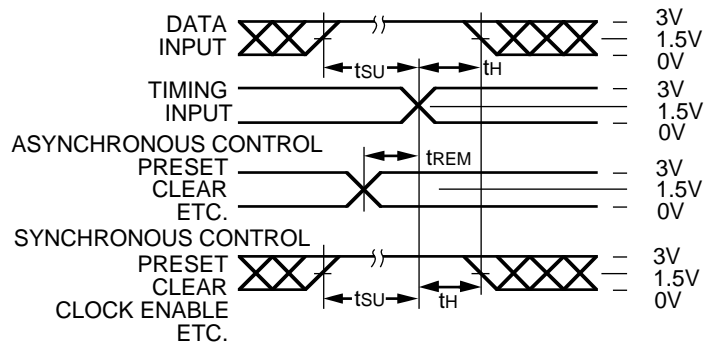 DATA
INPUT
tSU
tH
3V
1.5V
0V
TIMING
INPUT
3V
1.5V
0V
ASYNCHRONOUS CONTROL
PRESET
CLEAR
ETC.
tREM
3V
1.5V
0V
SYNCHRONOUS CONTROL
PRESET
CLEAR
CLOCK ENABLE
ETC.
tSU
tH
3V
1.5V
0V